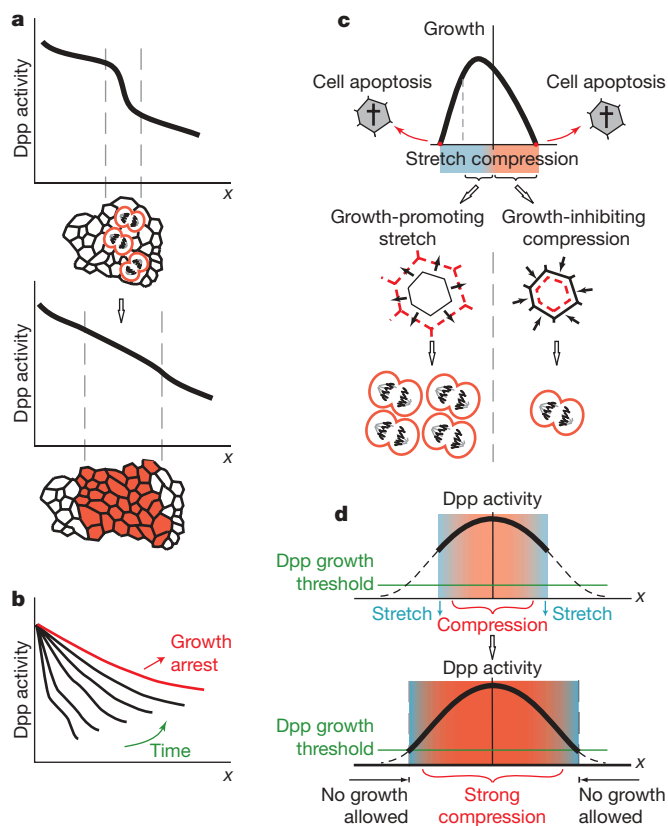 a
Dpp activity
x
Dpp activity
x
b
Dpp activity
Growth
arrest
Time
x
c
Growth
Cell apoptosis
Cell apoptosis
Stretch compression
Growth-promoting
stretch
Growth-inhibiting
compression
d
Dpp activity
Dpp growth
threshold
x
Stretch
Compression
Stretch
Dpp activity
Dpp growth
threshold
x
No growth
allowed
Strong
compression
No growth
allowed